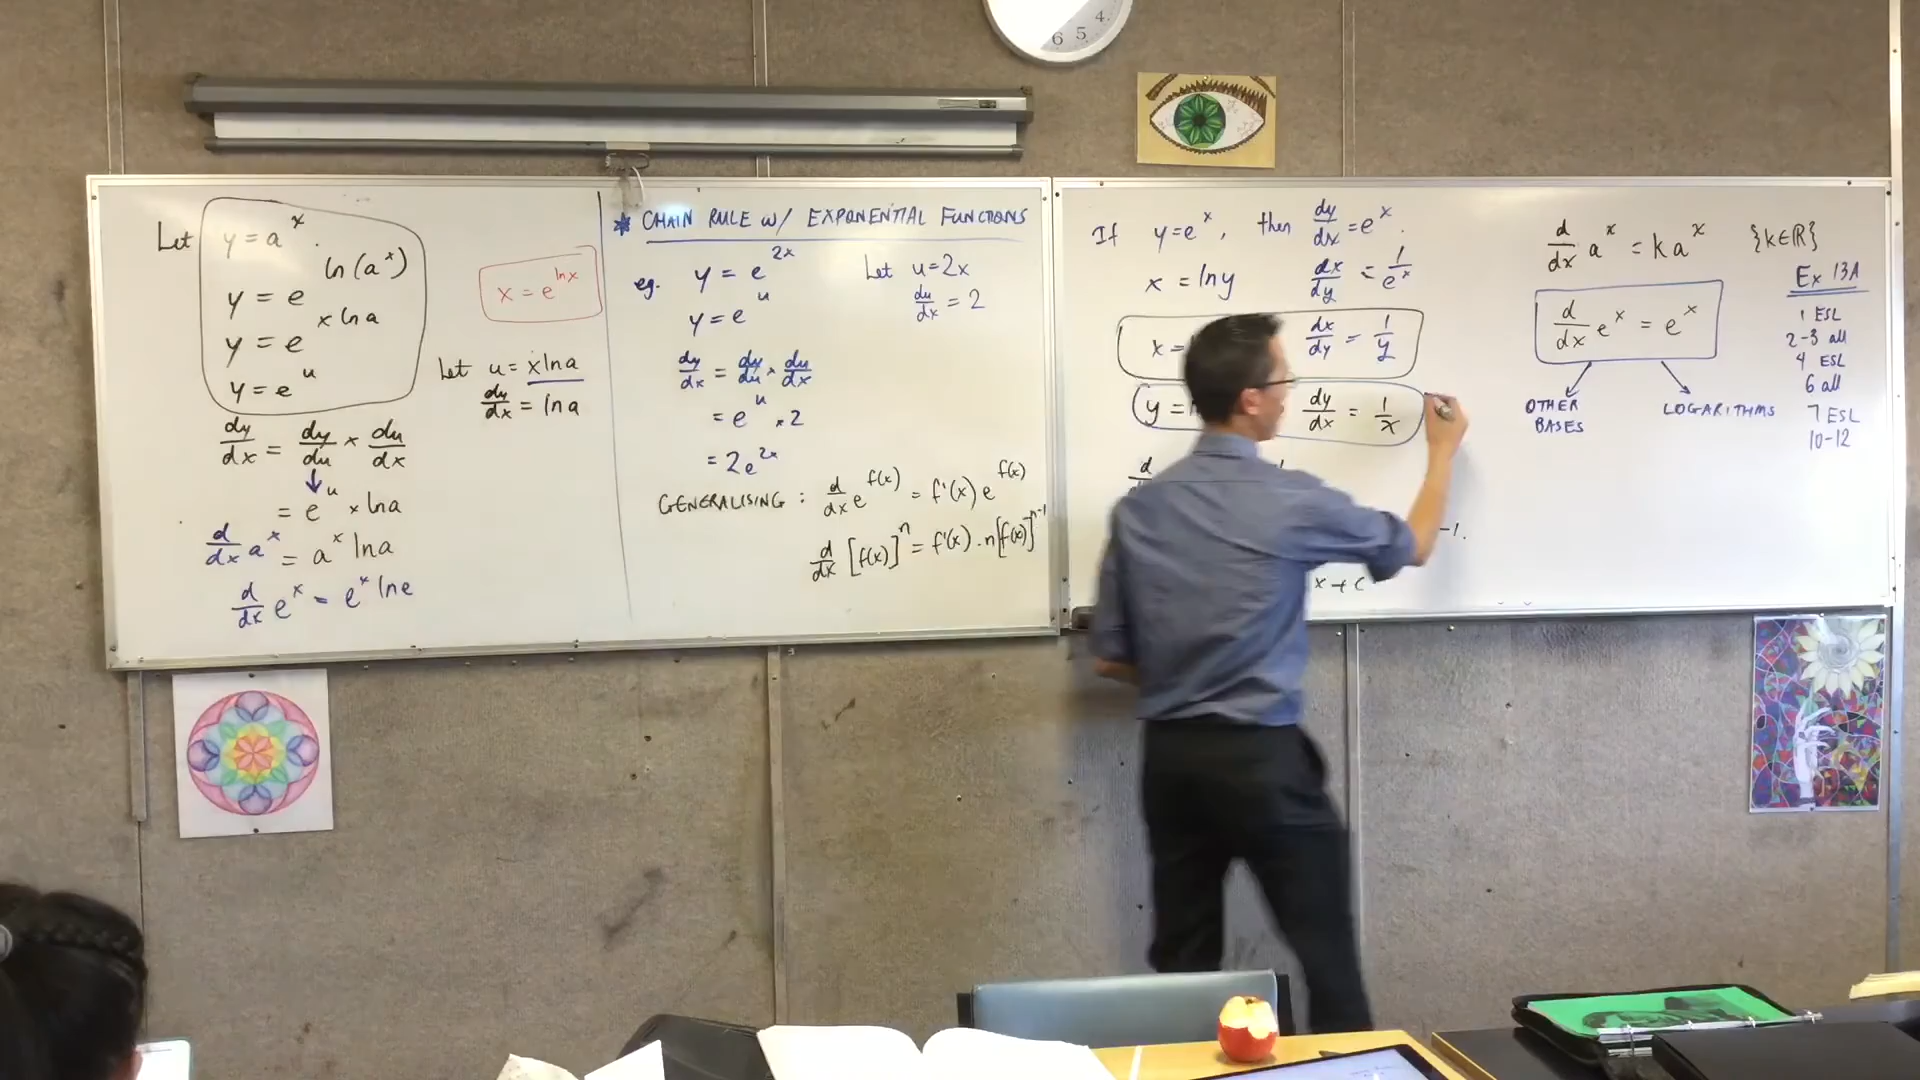 Let y = a^x
y = e^ln(a^x)
y = e^x ln a
y = e^u
x = e^ln x
Let u = x ln a
du/dx = ln a
dy/dx = dy/du × du/dx
= e^u × ln a
d/dx a^x = a^x ln a
d/dx e^x = e^x ln e
* CHAIN RULE W/ EXPONENTIAL FUNCTIONS
eg. y = e^2x
y = e^u
Let u = 2x
du/dx = 2
dy/dx = dy/du × du/dx
= e^u × 2
= 2e^2x
GENERALISING : d/dx e^f(x) = f'(x) e^f(x)
d/dx [f(x)]^n = f'(x) . n[f(x)]^n-1
If y = e^x, then dy/dx = e^x.
x = ln y dx/dy = 1/e^x
x = dx/dy = 1/y
y = dy/dx = 1/x
-1.
x + c
d/dx a^x = k a^x {k∈ℝ}
d/dx e^x = e^x
OTHER BASES
LOGARITHMS
Ex 13A
1 ESL
2-3 all
4 ESL
6 all
7 ESL
10-12
6 5 4